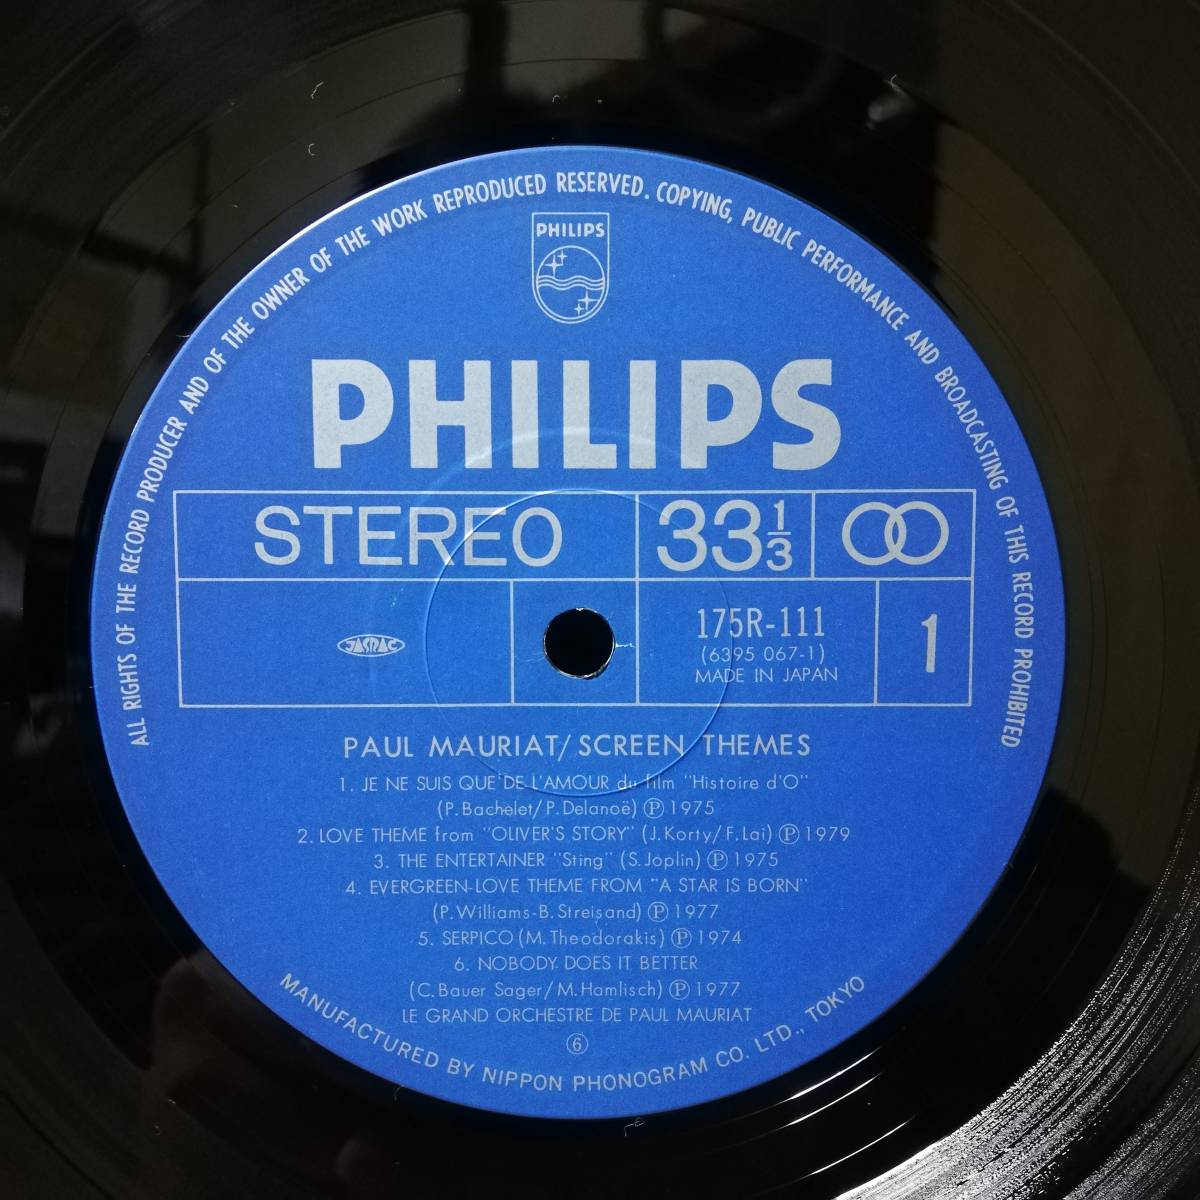 ALL RIGHTS OF THE RECORD PRODUCER AND OF THE OWNER OF THE WORK REPRODUCED RESERVED. COPYING, PUBLIC PERFORMANCE AND BROADCASTING OF THIS RECORD PROHIBITED
PHILIPS
PHILIPS
STEREO 33 1/3
JASRAC
175R-111
(6395 067-1)
MADE IN JAPAN
1
PAUL MAURIAT/SCREEN THEMES
1. JE NE SUIS QUE DE L'AMOUR du film "Histoire d'O"
(P.Bachelet/P.Delanoë) Ⓟ 1975
2. LOVE THEME from "OLIVER'S STORY" (J.Korty/F.Lai) Ⓟ 1979
3. THE ENTERTAINER "Sting" (S.Joplin) Ⓟ 1975
4. EVERGREEN-LOVE THEME FROM "A STAR IS BORN"
(P.Williams-B.Streisand) Ⓟ 1977
5. SERPICO (M.Theodorakis) Ⓟ 1974
6. NOBODY DOES IT BETTER
(C.Bauer Sager/M.Hamlisch) Ⓟ 1977
LE GRAND ORCHESTRE DE PAUL MAURIAT
⑥
MANUFACTURED BY NIPPON PHONOGRAM CO. LTD., TOKYO